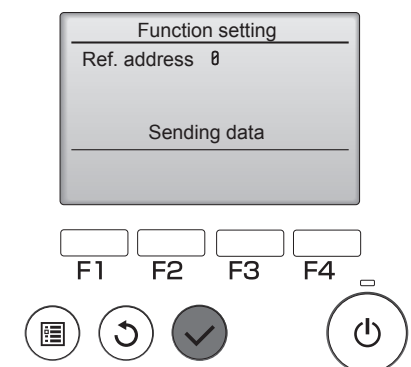 Function setting
Ref. address 0
Sending data
F1 F2 F3 F4